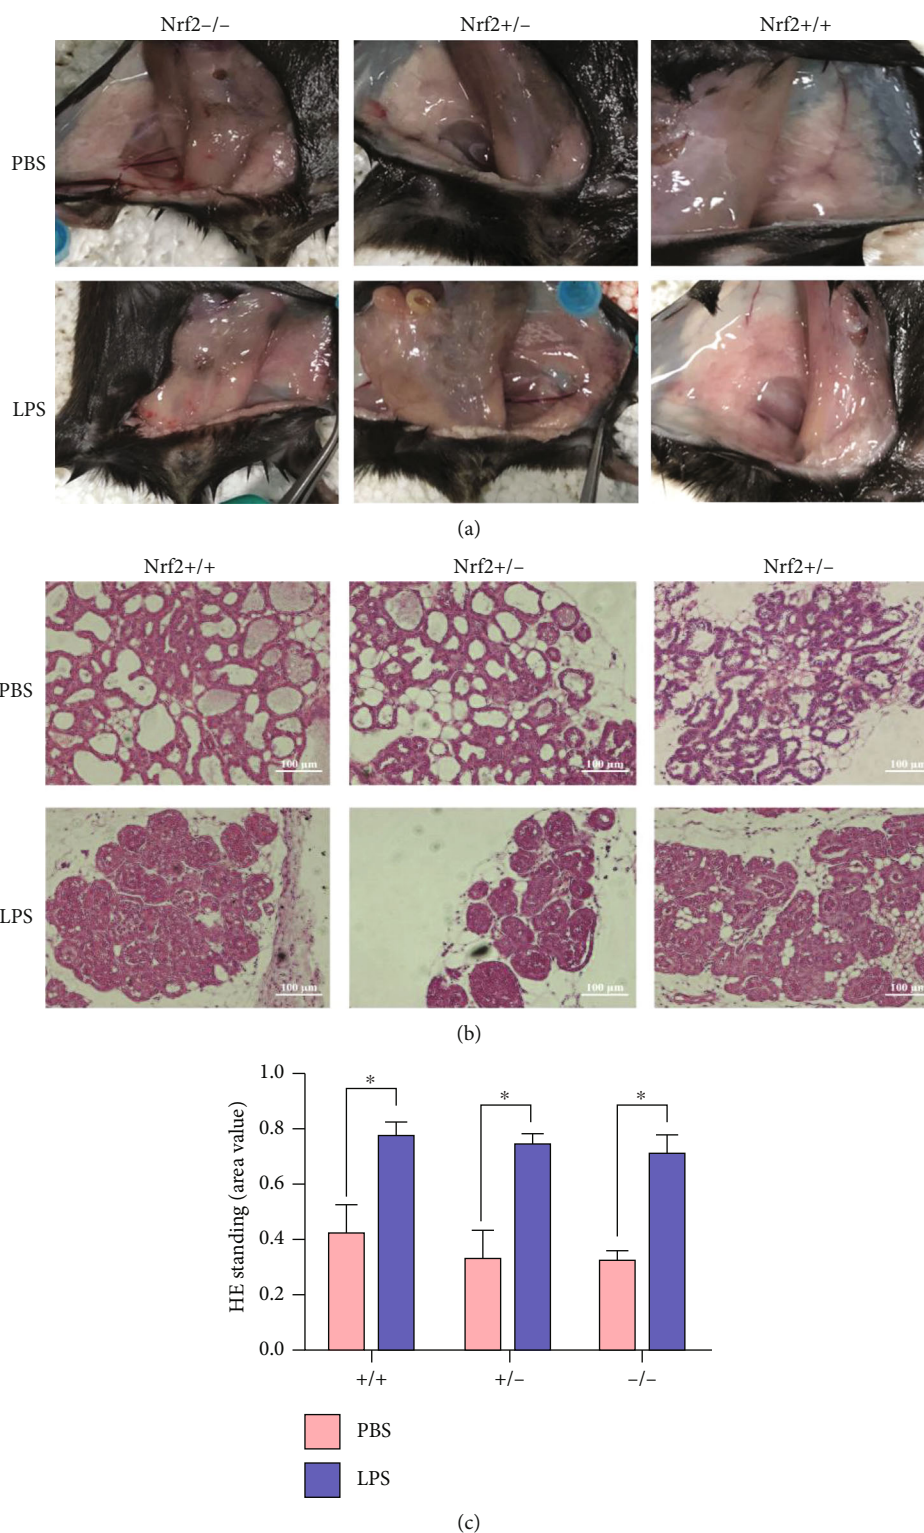 Nrf2−/− Nrf2+/− Nrf2+/+
PBS
LPS
(a)
Nrf2+/+ Nrf2+/− Nrf2+/−
PBS
100 μm 100 μm 100 μm
LPS
100 μm 100 μm 100 μm
(b)
HE standing (area value)
1.0
0.8
0.6
0.4
0.2
0.0
* * *
+/+ +/− −/−
PBS
LPS
(c)